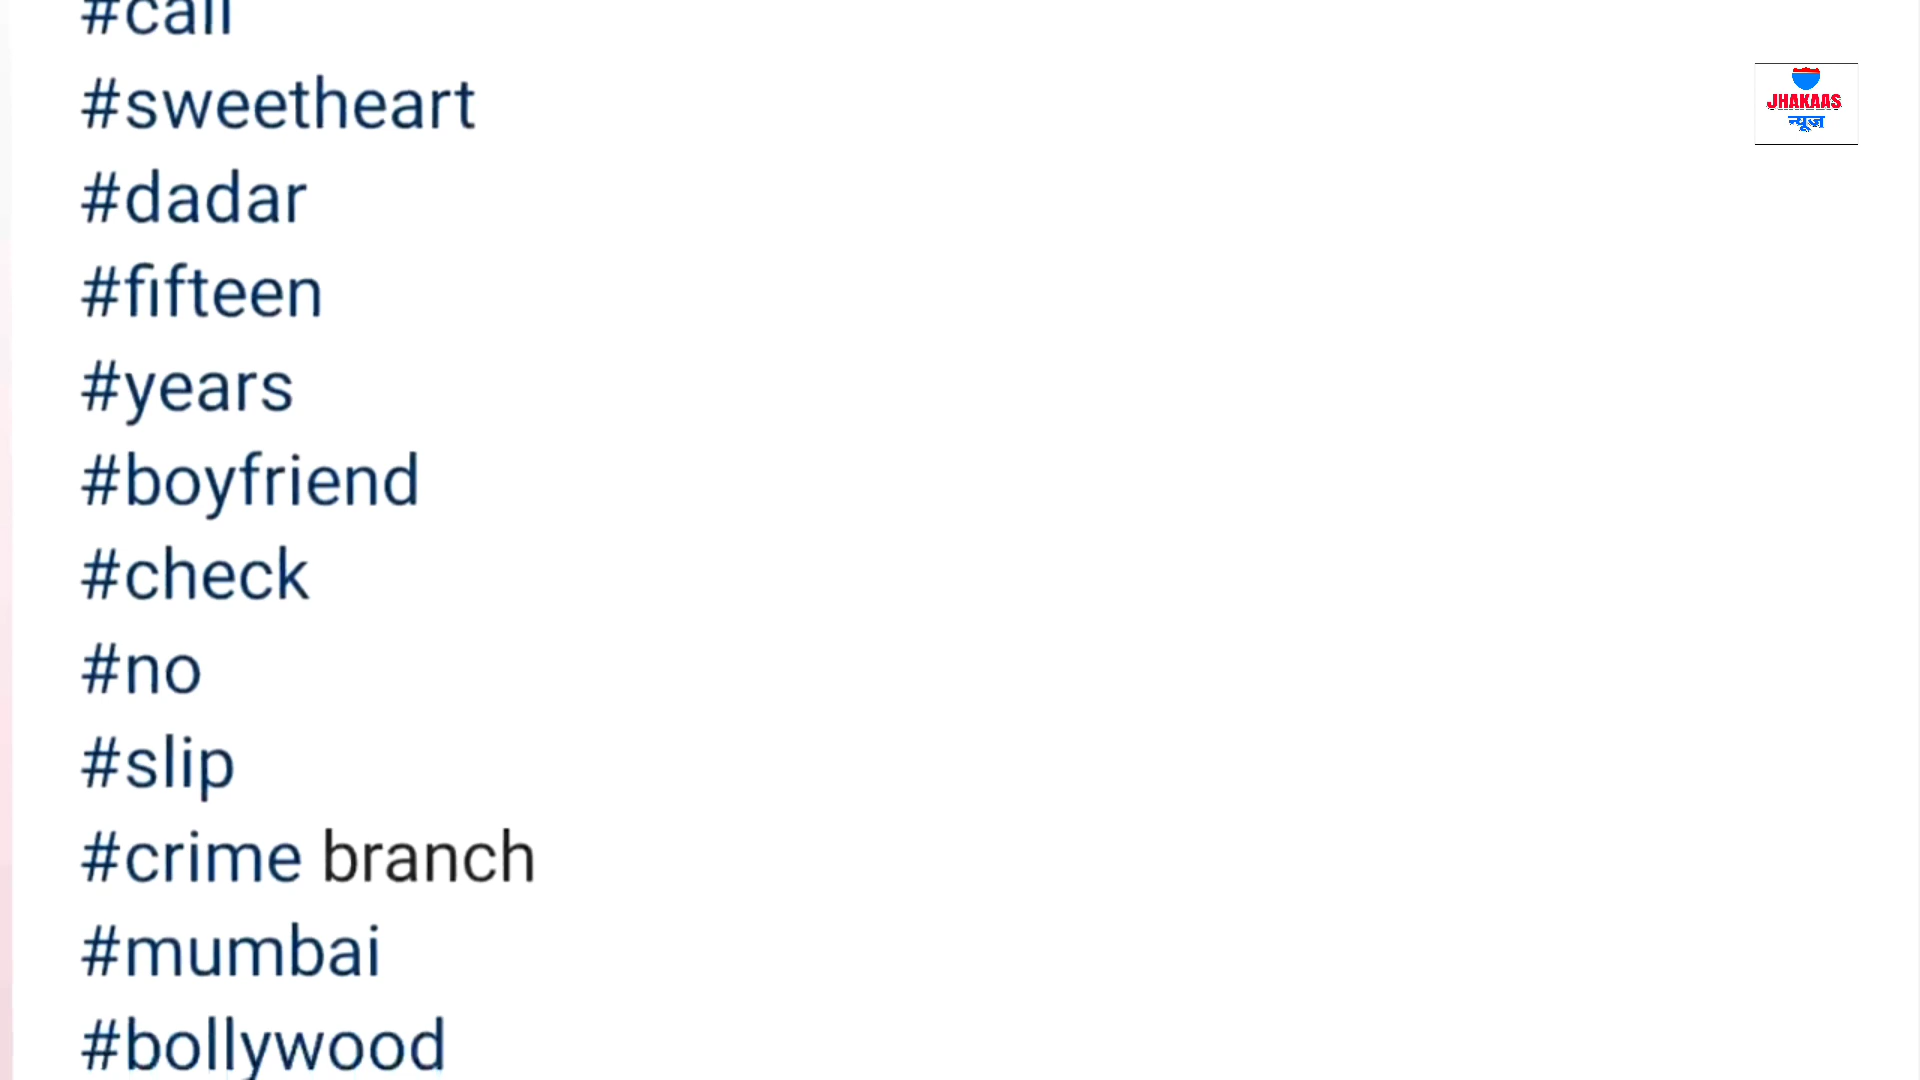 #call
#sweetheart
#dadar
#fifteen
#years
#boyfriend
#check
#no
#slip
#crime branch
#mumbai
#bollywood
JHAKAAS
न्यूज़